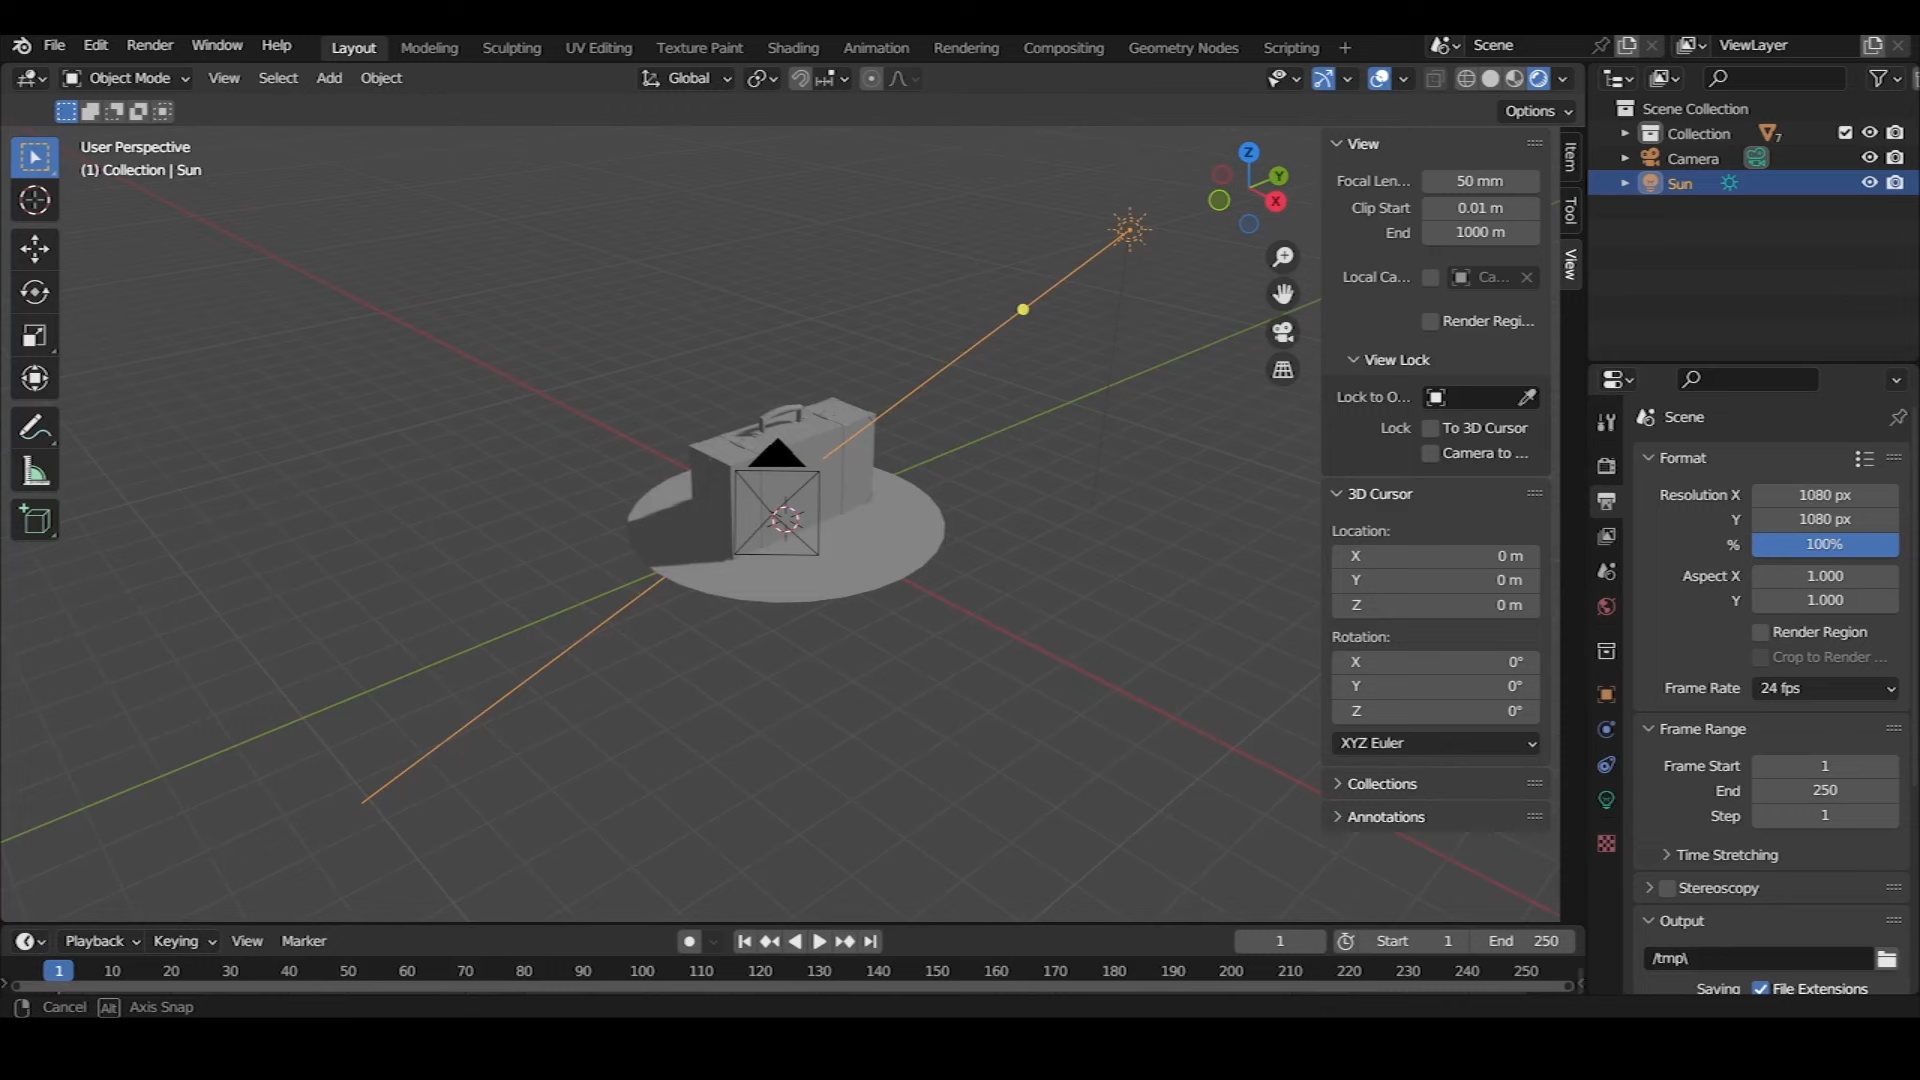 File Edit Render Window Help Layout Modeling Sculpting UV Editing Texture Paint Shading Animation Rendering Compositing Geometry Nodes Scripting + Scene ViewLayer
Object Mode View Select Add Object Global
Options
User Perspective
(1) Collection | Sun
Z
Y
X
View
Focal Len... 50 mm
Clip Start 0.01 m
End 1000 m
Local Ca... Ca...
Render Regi...
View Lock
Lock to O...
Lock To 3D Cursor
Camera to ...
3D Cursor
Location:
X 0 m
Y 0 m
Z 0 m
Rotation:
X 0°
Y 0°
Z 0°
XYZ Euler
Collections
Annotations
Item
Tool
View
Scene Collection
Collection 7
Camera
Sun
Scene
Format
Resolution X 1080 px
Y 1080 px
% 100%
Aspect X 1.000
Y 1.000
Render Region
Crop to Render ...
Frame Rate 24 fps
Frame Range
Frame Start 1
End 250
Step 1
Time Stretching
Stereoscopy
Output
/tmp\
Saving File Extensions
Playback Keying View Marker 1 Start 1 End 250
1 10 20 30 40 50 60 70 80 90 100 110 120 130 140 150 160 170 180 190 200 210 220 230 240 250
Cancel Alt Axis Snap